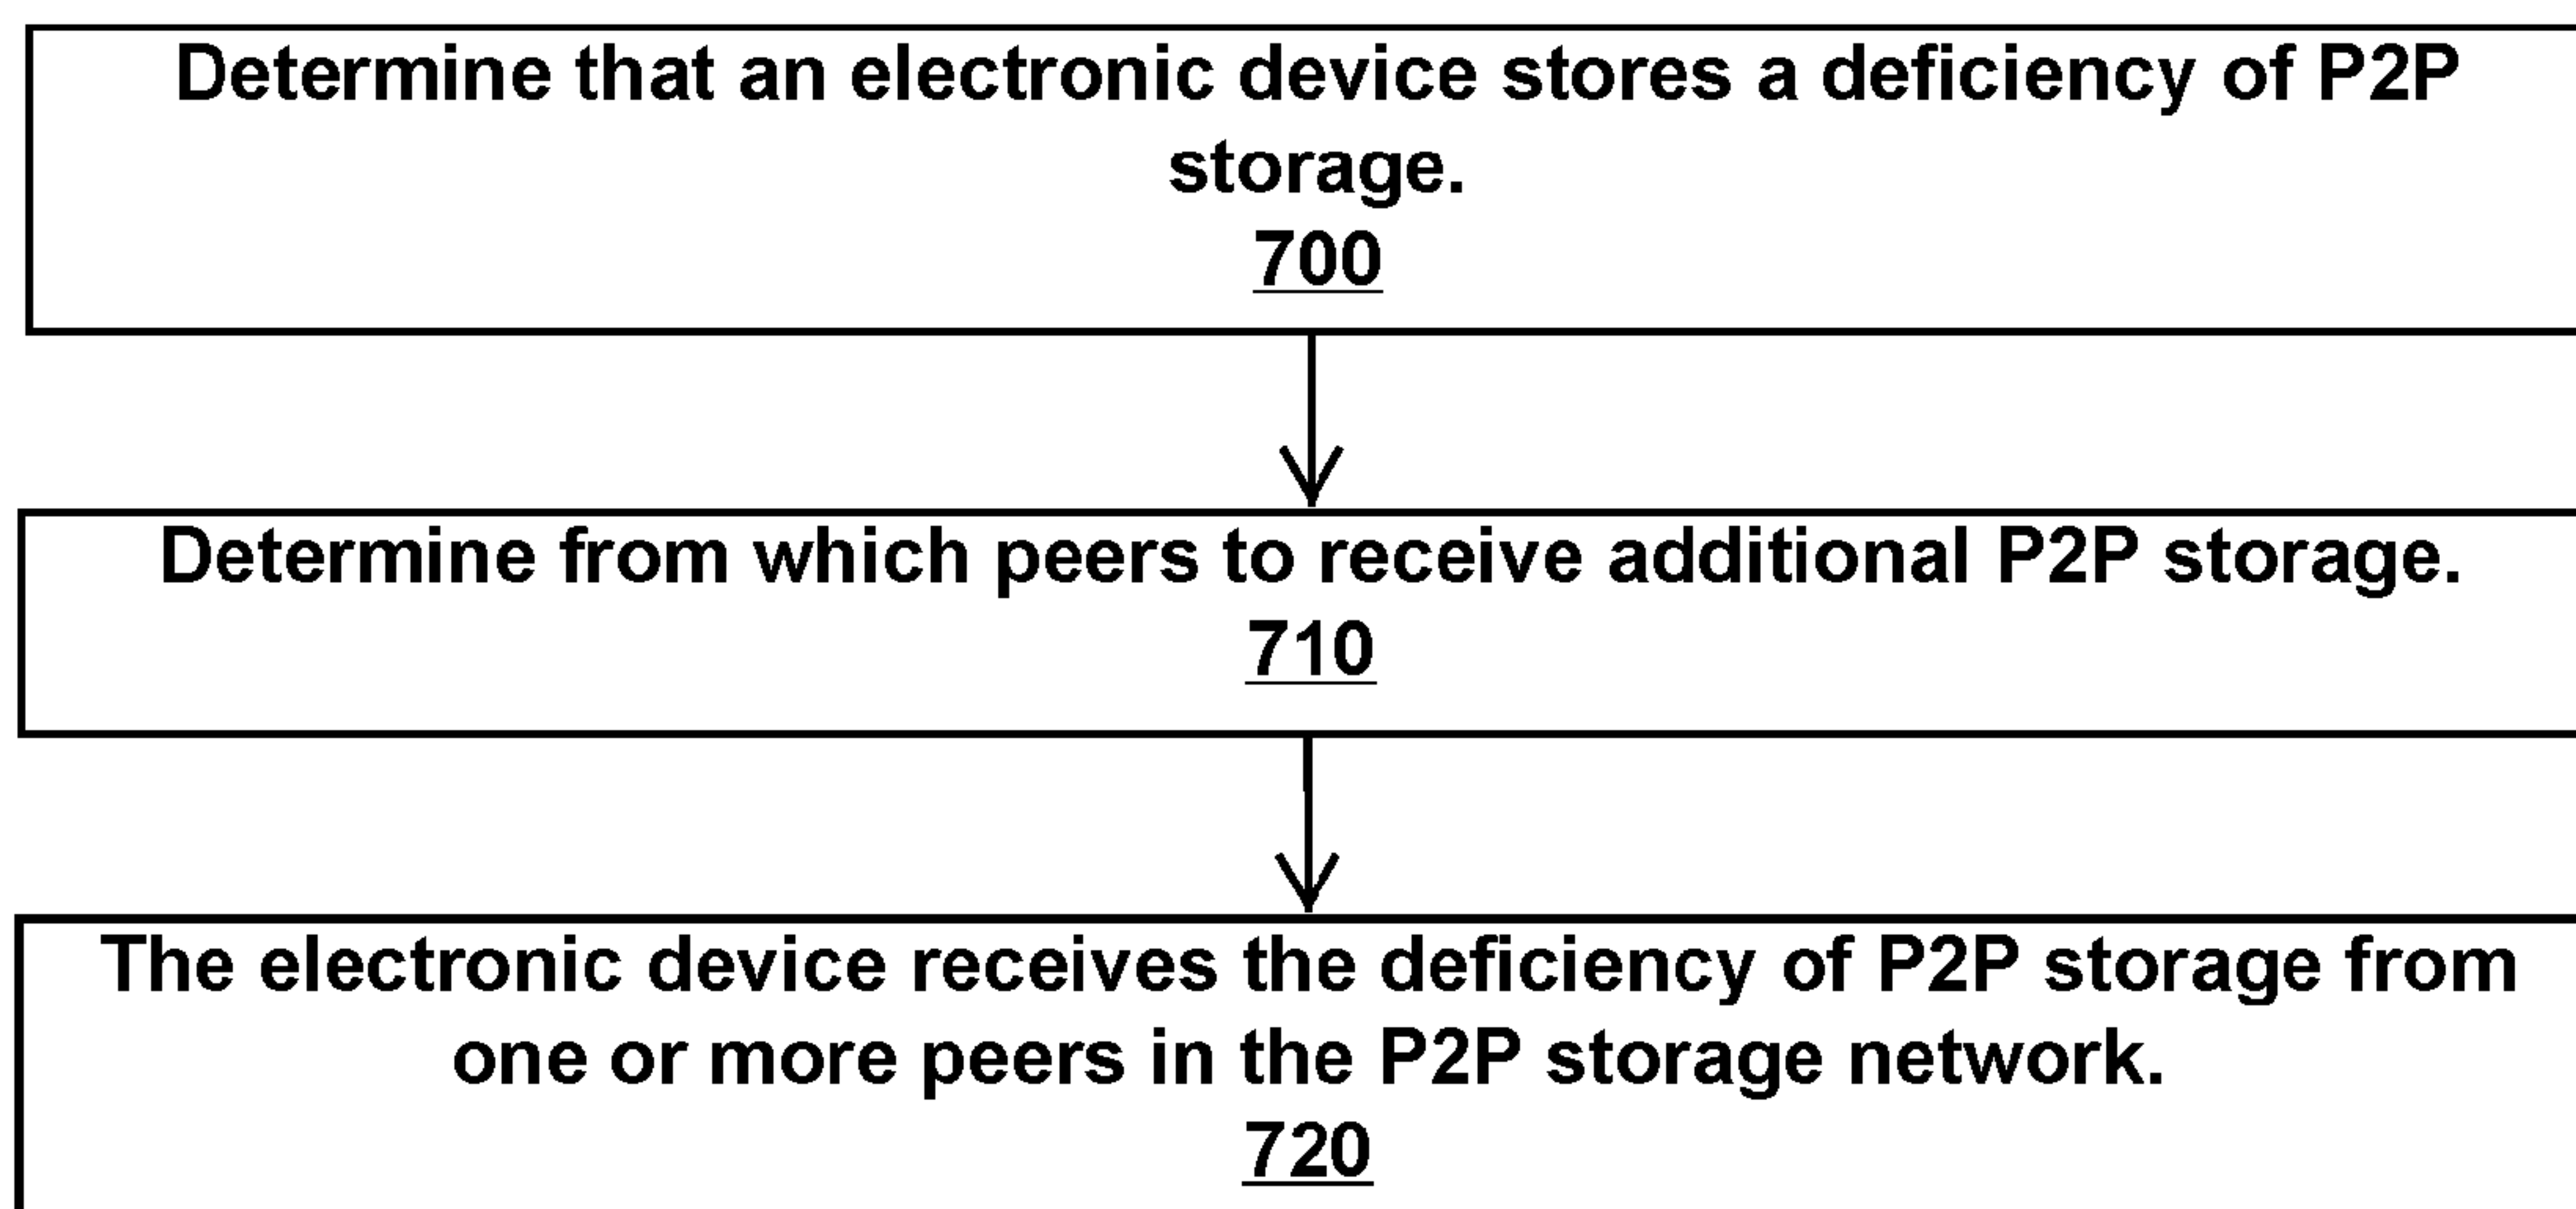 Determine that an electronic device stores a deficiency of P2P
storage.
700
Determine from which peers to receive additional P2P storage.
710
The electronic device receives the deficiency of P2P storage from
one or more peers in the P2P storage network.
720